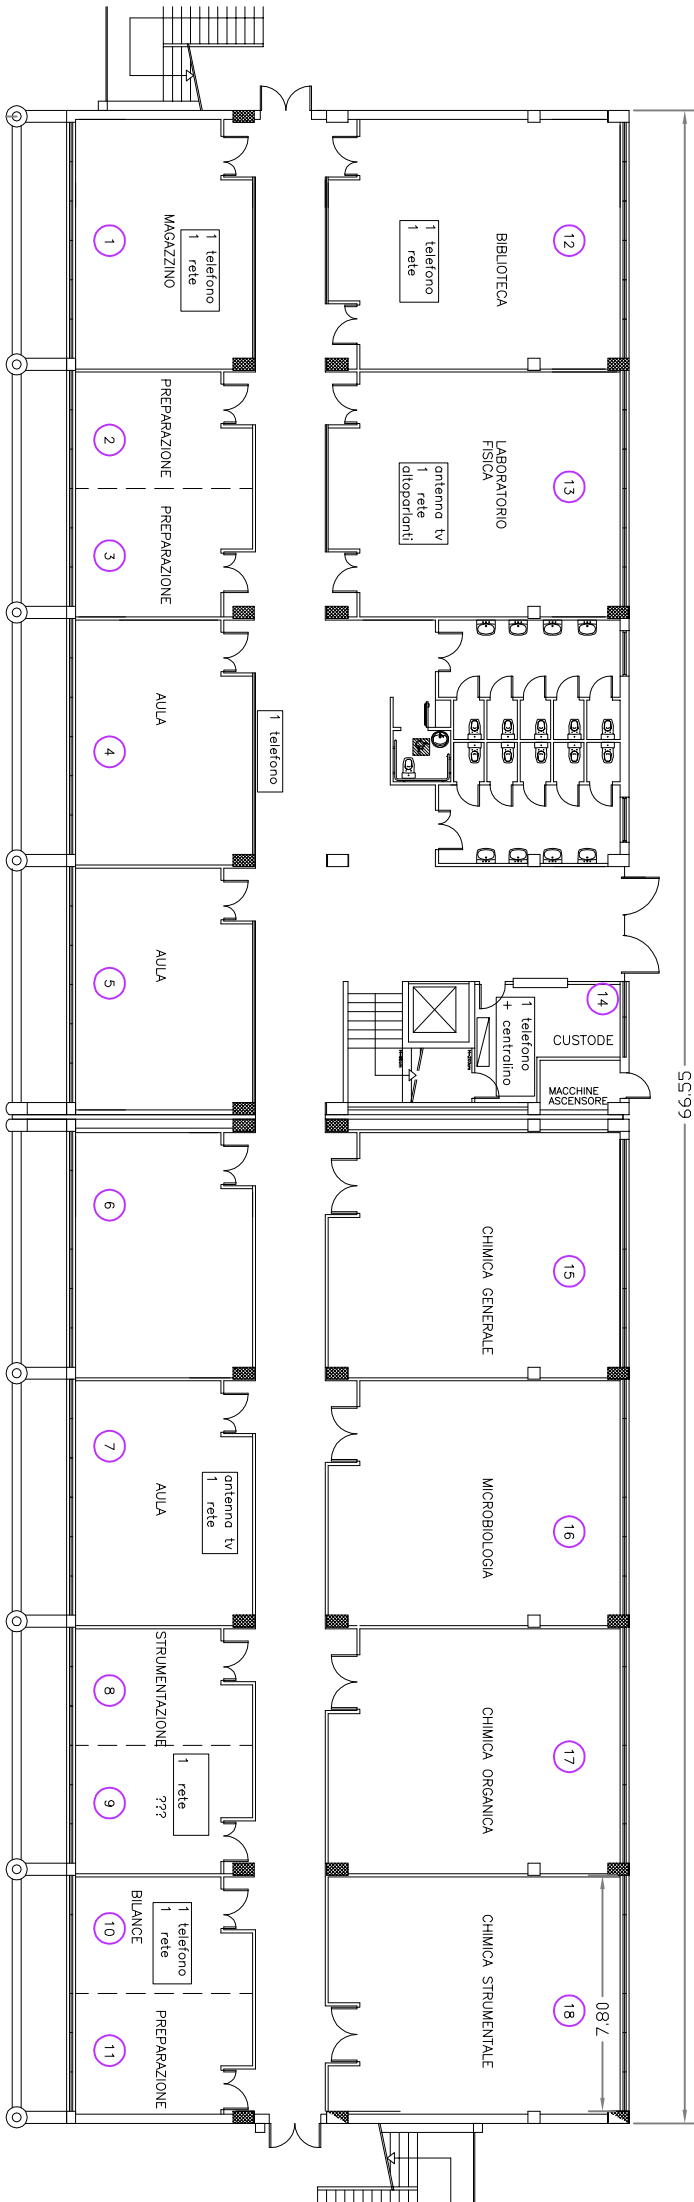 1
MAGAZZINO
1 telefono
1 rete
2
PREPARAZIONE
3
PREPARAZIONE
4
AULA
1 telefono
5
AULA
6
7
AULA
antenna tv
1 rete
8
STRUMENTAZIONE
9
???
1 rete
10
BILANCE
1 telefono
1 rete
11
PREPARAZIONE
12
BIBLIOTECA
1 telefono
1 rete
13
LABORATORIO
FISICA
antenna tv
1 rete
altoparlanti
14
CUSTODE
1 telefono
+ centralino
MACCHINE
ASCENSORE
15
CHIMICA GENERALE
16
MICROBIOLOGIA
17
CHIMICA ORGANICA
18
CHIMICA STRUMENTALE
7.80
66.55